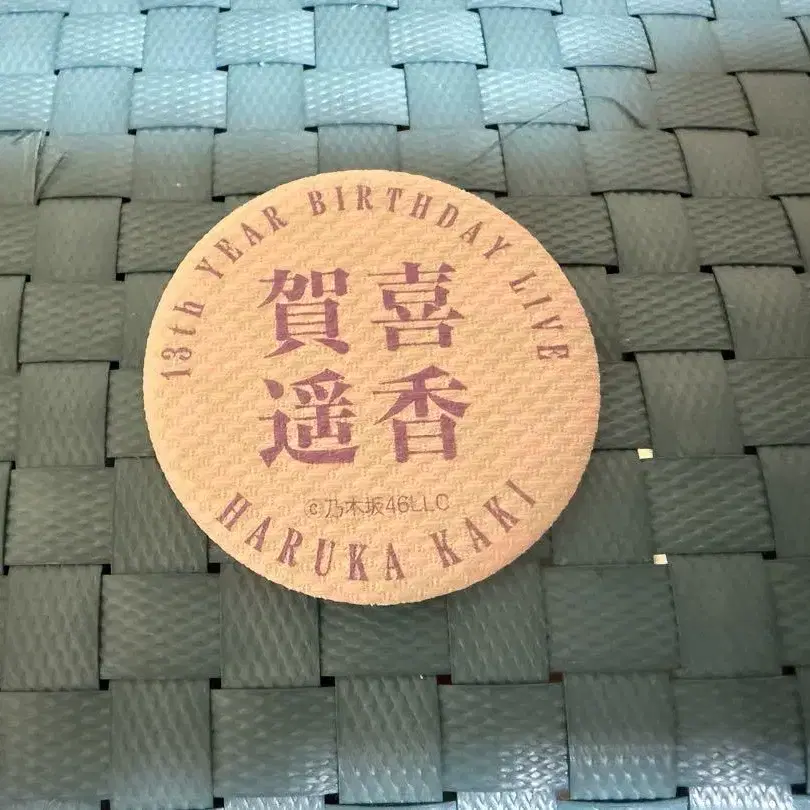 13th YEAR BIRTHDAY LIVE
賀喜
遥香
©乃木坂46LLC
HARUKA KAKI